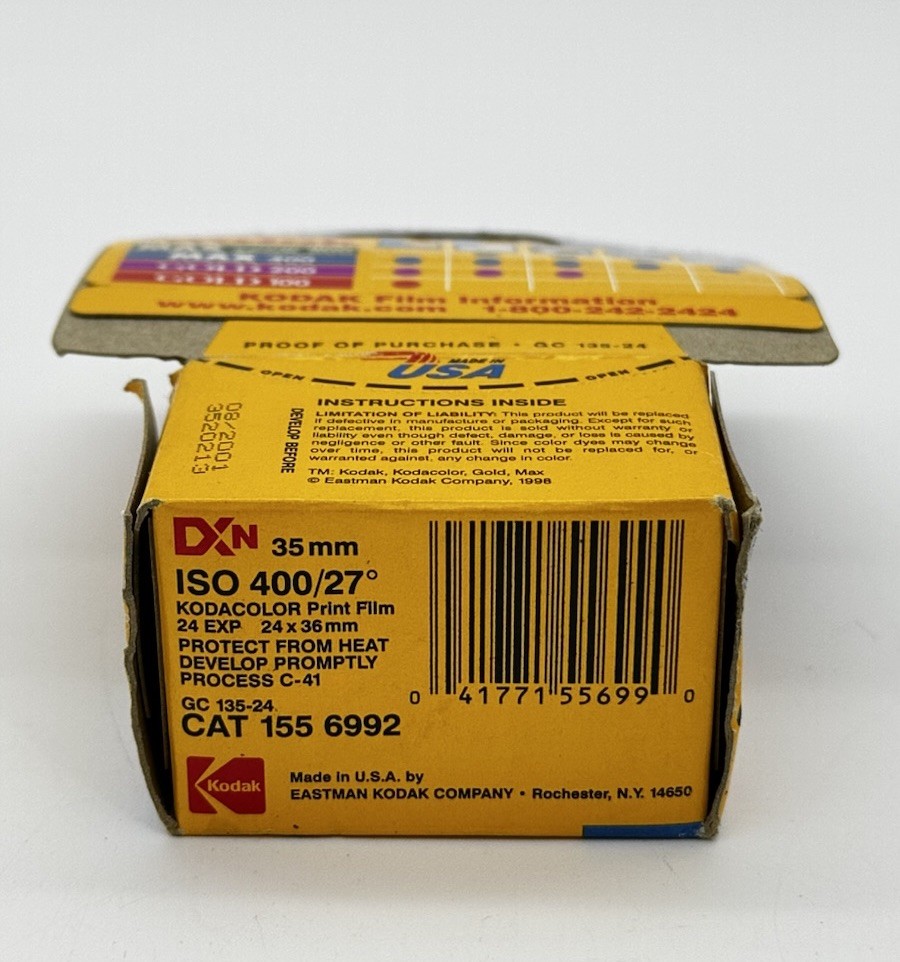 MAX 400
GOLD 200
GOLD 100
KODAK Film Information
www.kodak.com 1-800-242-2424
PROOF OF PURCHASE • GC 135-24
OPEN
MADE IN
USA
OPEN
INSTRUCTIONS INSIDE
08/2001
3520213
DEVELOP BEFORE
LIMITATION OF LIABILITY: This product will be replaced
if defective in manufacture or packaging. Except for such
replacement, this product is sold without warranty or
liability even though defect, damage, or loss is caused by
negligence or other fault. Since color dyes may change
over time, this product will not be replaced for, or
warranted against, any change in color.
TM: Kodak, Kodacolor, Gold, Max
© Eastman Kodak Company, 1998
DXN 35 mm
ISO 400/27°
KODACOLOR Print Film
24 EXP 24 x 36 mm
PROTECT FROM HEAT
DEVELOP PROMPTLY
PROCESS C-41
GC 135-24
CAT 155 6992
0 41771 55699 0
Kodak
Made in U.S.A. by
EASTMAN KODAK COMPANY • Rochester, N.Y. 14650